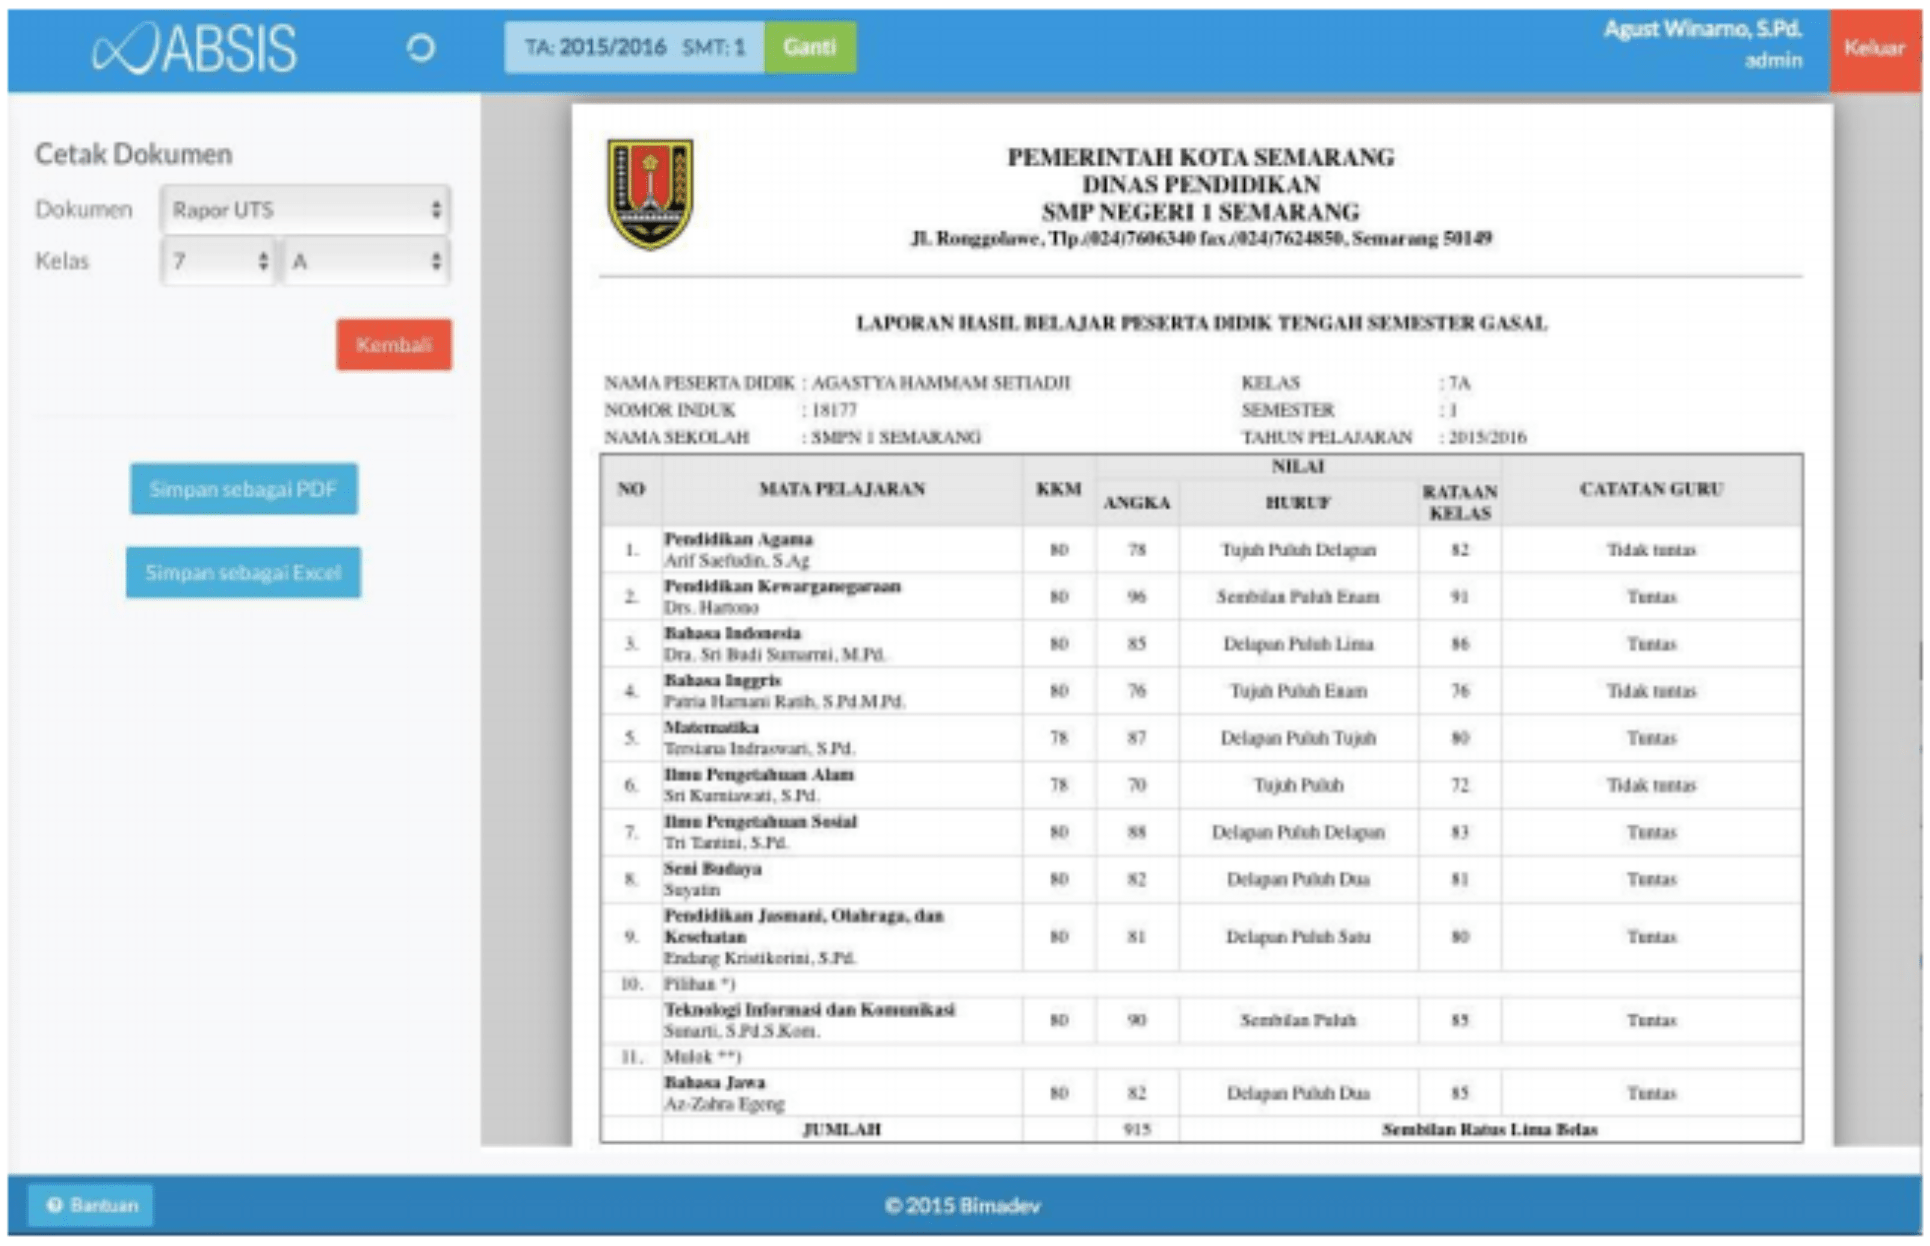 ABSIS
TA: 2015/2016 SMT: 1 Ganti
Agust Winarno, S.Pd.
admin
Keluar
Cetak Dokumen
Dokumen Rapor UTS
Kelas 7 A
Kembali
Simpan sebagai PDF
Simpan sebagai Excel
PEMERINTAH KOTA SEMARANG
DINAS PENDIDIKAN
SMP NEGERI 1 SEMARANG
Jl. Ronggolawe, Tlp.(024)7606340 fax.(024)7624850, Semarang 50149
LAPORAN HASIL BELAJAR PESERTA DIDIK TENGAH SEMESTER GASAL
NAMA PESERTA DIDIK : AGASTYA HAMMAM SETIADJI KELAS : 7A
NOMOR INDUK : 18177 SEMESTER : 1
NAMA SEKOLAH : SMPN 1 SEMARANG TAHUN PELAJARAN : 2015/2016
NO MATA PELAJARAN KKM NILAI CATATAN GURU
ANGKA HURUF RATAAN KELAS
1. Pendidikan Agama 80 78 Tujuh Puluh Delapan 82 Tidak tuntas
Arif Saefudin, S.Ag
2. Pendidikan Kewarganegaraan 80 96 Sembilan Puluh Enam 91 Tuntas
Drs. Hartono
3. Bahasa Indonesia 80 85 Delapan Puluh Lima 86 Tuntas
Dra. Sri Budi Sumarni, M.Pd.
4. Bahasa Inggris 80 76 Tujuh Puluh Enam 76 Tidak tuntas
Patria Hamani Ratih, S.Pd.M.Pd.
5. Matematika 78 87 Delapan Puluh Tujuh 80 Tuntas
Tersiana Indraswari, S.Pd.
6. Ilmu Pengetahuan Alam 78 70 Tujuh Puluh 72 Tidak tuntas
Sri Kurniawati, S.Pd.
7. Ilmu Pengetahuan Sosial 80 88 Delapan Puluh Delapan 83 Tuntas
Tri Tantini, S.Pd.
8. Seni Budaya 80 82 Delapan Puluh Dua 81 Tuntas
Suyatin
9. Pendidikan Jasmani, Olahraga, dan
Kesehatan 80 81 Delapan Puluh Satu 80 Tuntas
Endang Kristikorini, S.Pd.
10. Pilihan *)
Teknologi Informasi dan Komunikasi 80 90 Sembilan Puluh 85 Tuntas
Sunarti, S.Pd.S.Kom.
11. Mulok **)
Bahasa Jawa 80 82 Delapan Puluh Dua 85 Tuntas
Az-Zahra Egeng
JUMLAH 915 Sembilan Ratus Lima Belas
Bantuan
© 2015 Bimadev